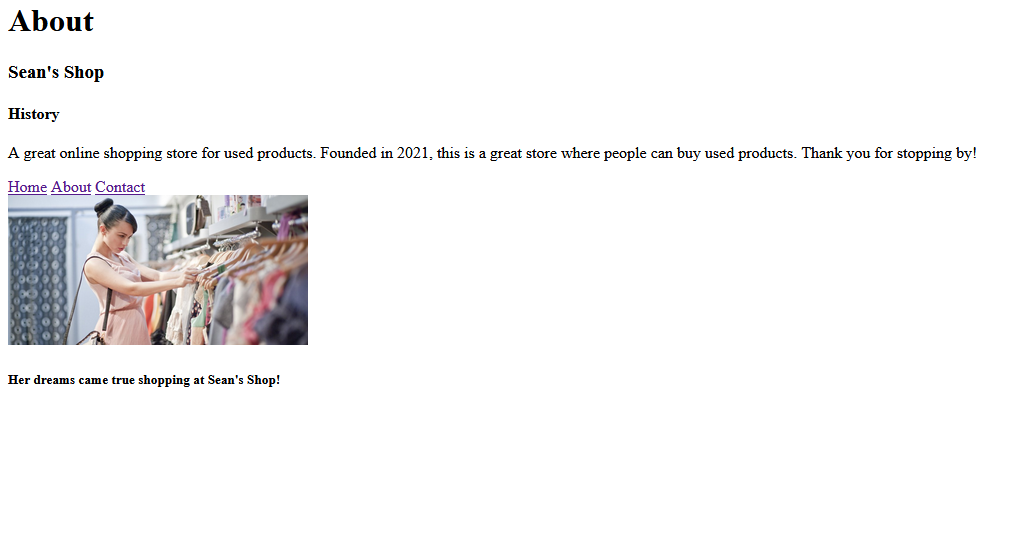 About
Sean's Shop
History
A great online shopping store for used products. Founded in 2021, this is a great store where people can buy used products. Thank you for stopping by!
Home About Contact
Her dreams came true shopping at Sean's Shop!